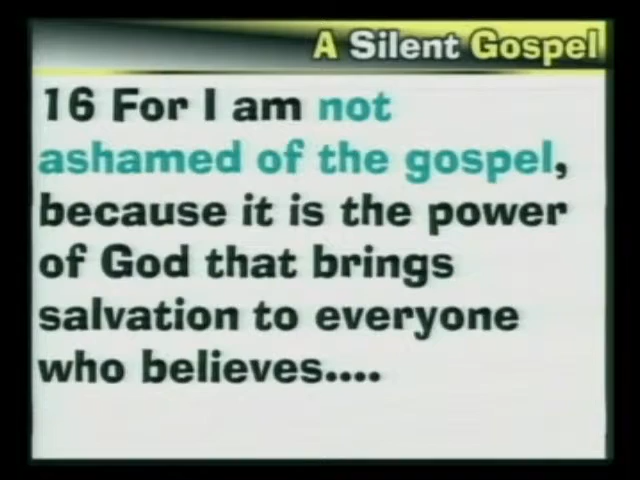 A Silent Gospel
16 For I am not
ashamed of the gospel,
because it is the power
of God that brings
salvation to everyone
who believes....